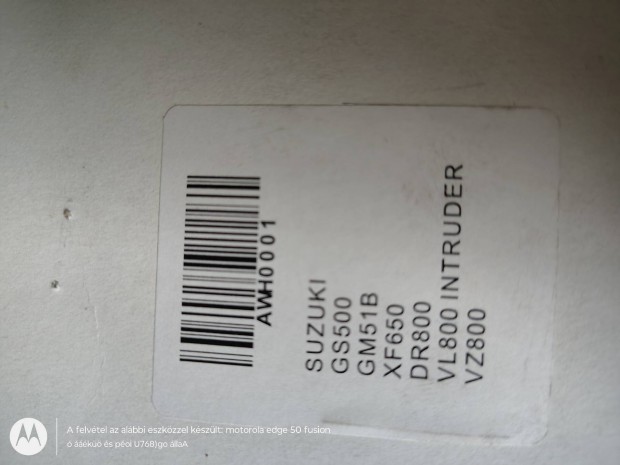 AWH0001
SUZUKI
GS500
GM51B
XF650
DR800
VL800 INTRUDER
VZ800
A felvétel az alábbi eszközzel készült: motorola edge 50 fusion